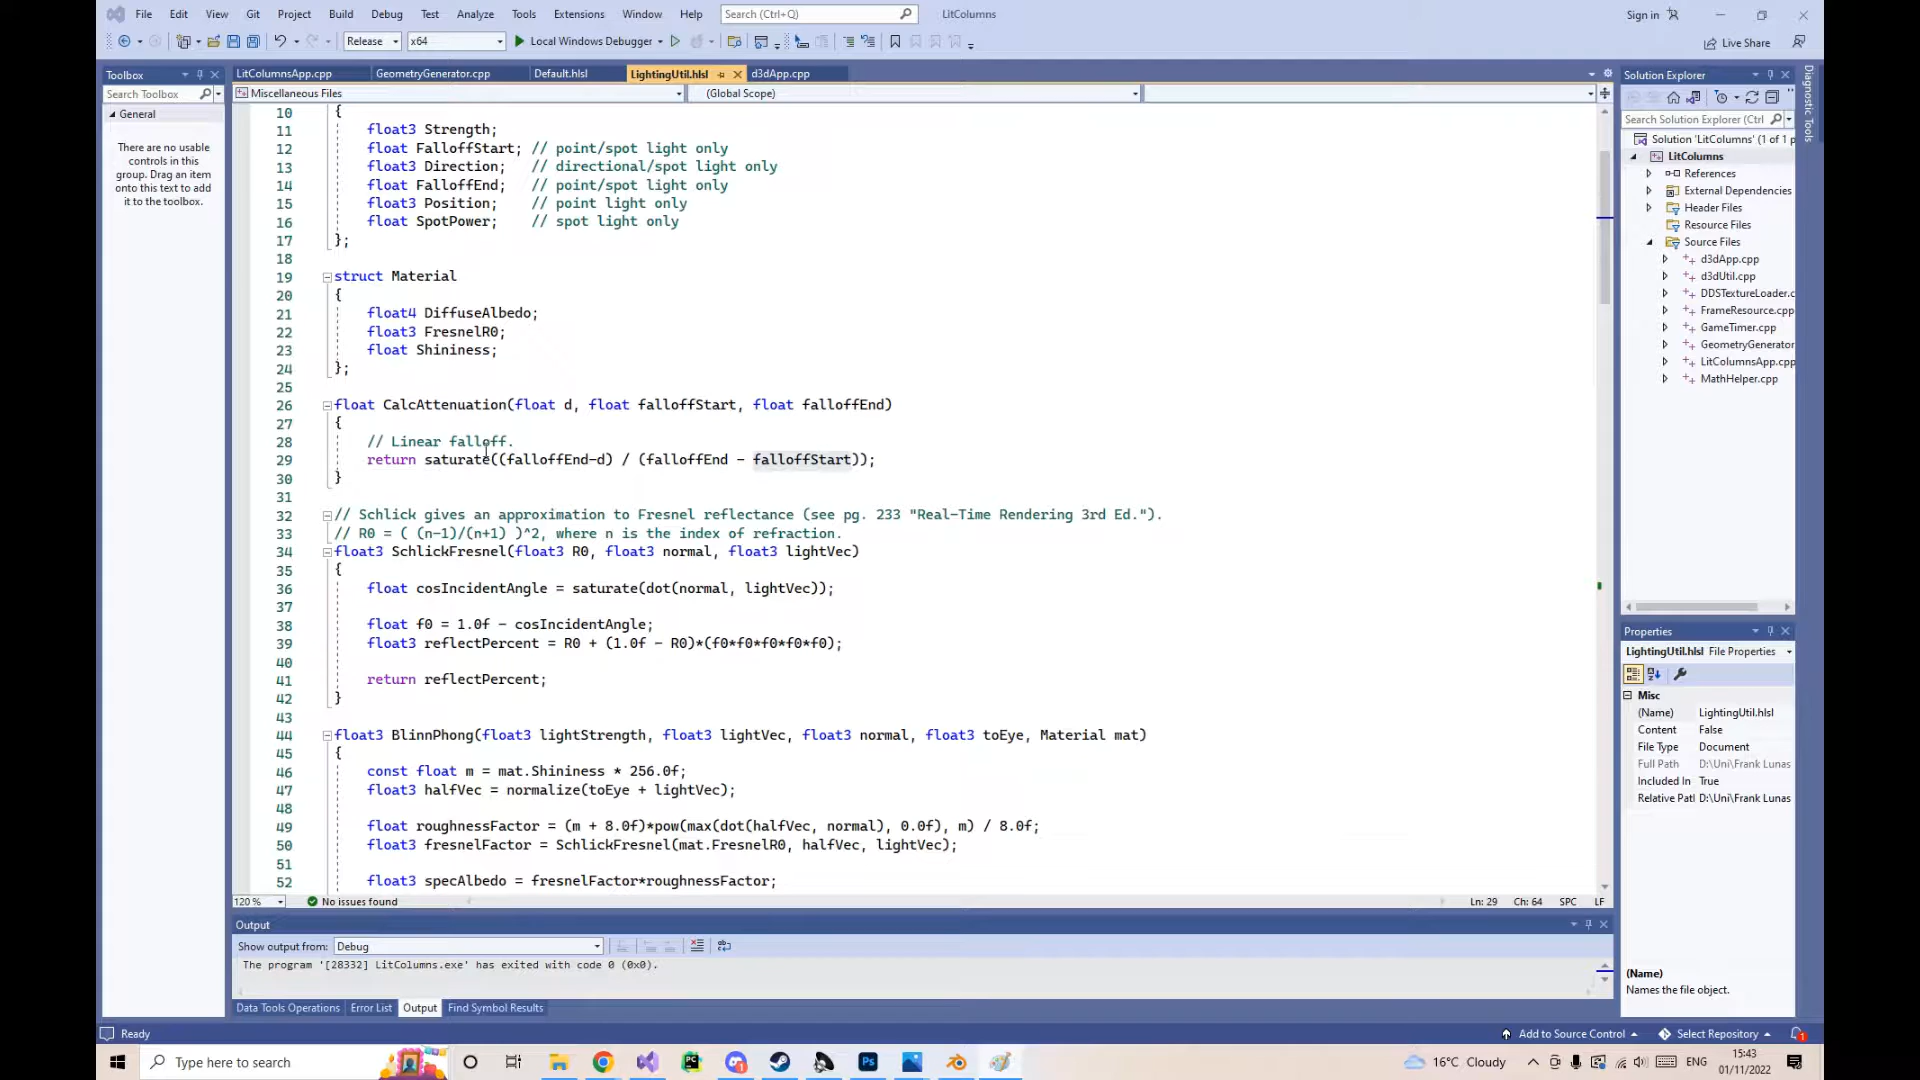 File Edit View Git Project Build Debug Test Analyze Tools Extensions Window Help Search (Ctrl+Q) LitColumns Sign in
Release x64 Local Windows Debugger Live Share
Toolbox
Search Toolbox
General
There are no usable
controls in this
group. Drag an item
onto this text to add
it to the toolbox.
LitColumnsApp.cpp GeometryGenerator.cpp Default.hlsl LightingUtil.hlsl d3dApp.cpp
Miscellaneous Files (Global Scope)
10 {
11 float3 Strength;
12 float FalloffStart; // point/spot light only
13 float3 Direction; // directional/spot light only
14 float FalloffEnd; // point/spot light only
15 float3 Position; // point light only
16 float SpotPower; // spot light only
17 };
18
19 struct Material
20 {
21 float4 DiffuseAlbedo;
22 float3 FresnelR0;
23 float Shininess;
24 };
25
26 float CalcAttenuation(float d, float falloffStart, float falloffEnd)
27 {
28 // Linear falloff.
29 return saturate((falloffEnd-d) / (falloffEnd - falloffStart));
30 }
31
32 // Schlick gives an approximation to Fresnel reflectance (see pg. 233 "Real-Time Rendering 3rd Ed.").
33 // R0 = ( (n-1)/(n+1) )^2, where n is the index of refraction.
34 float3 SchlickFresnel(float3 R0, float3 normal, float3 lightVec)
35 {
36 float cosIncidentAngle = saturate(dot(normal, lightVec));
37
38 float f0 = 1.0f - cosIncidentAngle;
39 float3 reflectPercent = R0 + (1.0f - R0)*(f0*f0*f0*f0*f0);
40
41 return reflectPercent;
42 }
43
44 float3 BlinnPhong(float3 lightStrength, float3 lightVec, float3 normal, float3 toEye, Material mat)
45 {
46 const float m = mat.Shininess * 256.0f;
47 float3 halfVec = normalize(toEye + lightVec);
48
49 float roughnessFactor = (m + 8.0f)*pow(max(dot(halfVec, normal), 0.0f), m) / 8.0f;
50 float3 fresnelFactor = SchlickFresnel(mat.FresnelR0, halfVec, lightVec);
51
52 float3 specAlbedo = fresnelFactor*roughnessFactor;
120 % No issues found Ln: 29 Ch: 64 SPC LF
Output
Show output from: Debug
The program '[28332] LitColumns.exe' has exited with code 0 (0x0).
Data Tools Operations Error List Output Find Symbol Results
Solution Explorer
Search Solution Explorer (Ctrl
Solution 'LitColumns' (1 of 1 p
LitColumns
References
External Dependencies
Header Files
Resource Files
Source Files
d3dApp.cpp
d3dUtil.cpp
DDSTextureLoader.c
FrameResource.cpp
GameTimer.cpp
GeometryGenerator
LitColumnsApp.cpp
MathHelper.cpp
Diagnostic Tools
Properties
LightingUtil.hlsl File Properties
Misc
(Name) LightingUtil.hlsl
Content False
File Type Document
Full Path D:\Uni\Frank Lunas
Included In True
Relative Patl D:\Uni\Frank Lunas
(Name)
Names the file object.
Ready Add to Source Control Select Repository 1
Type here to search PC Ps 16°C Cloudy ENG 15:43
01/11/2022